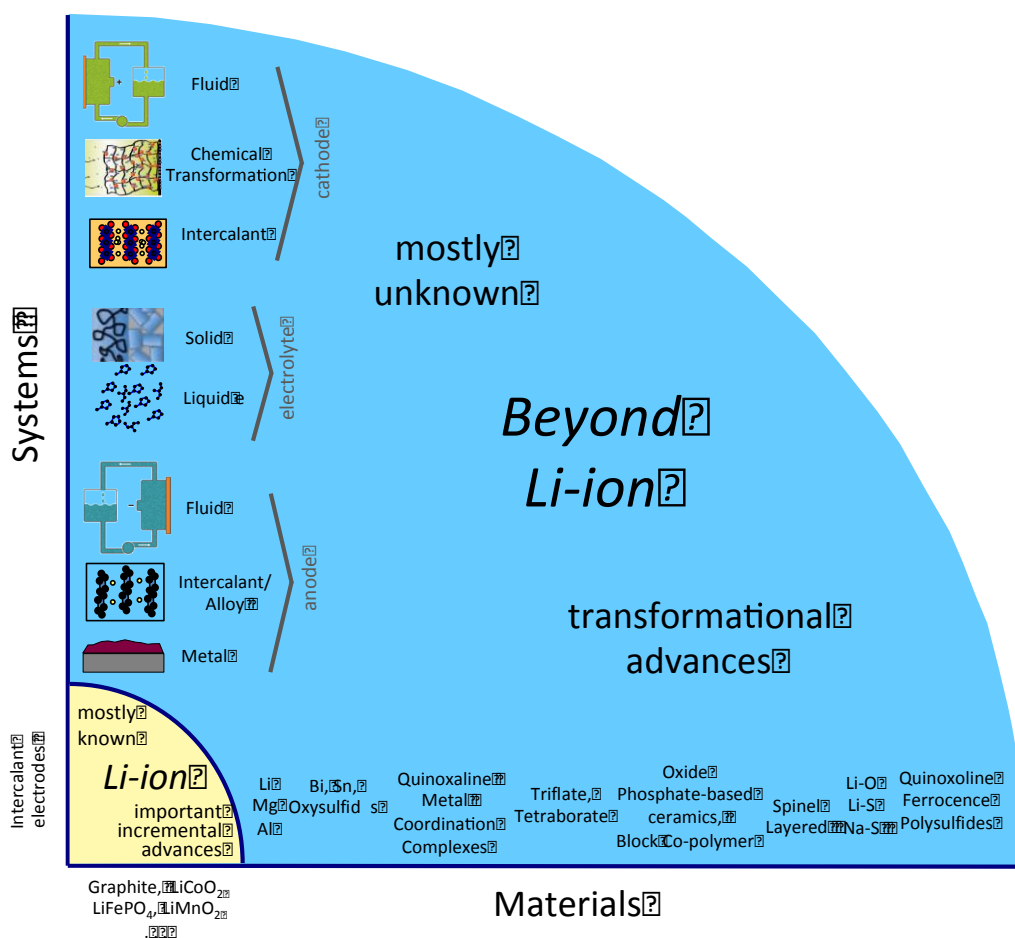 Fluid
Chemical
Transformation
Intercalant
cathode
mostly
unknown
Systems
Solid
Liquid
electrolyte
Beyond
Li-ion
Fluid
Intercalant/
Alloy
Metal
anode
transformational
advances
Intercalant
electrodes
mostly
known
Li-ion
important
incremental
advances
Li
Mg
Al
Bi, Sn,
Oxysulfid s
Quinoxaline
Metal
Coordination
Complexes
Triflate,
Tetraborate
Oxide
Phosphate-based
ceramics,
Block Co-polymer
Spinel
Layered
Li-O
Li-S
Na-S
Quinoxoline
Ferrocence
Polysulfides
Graphite, LiCoO₂
LiFePO₄, LiMnO₂
.
Materials